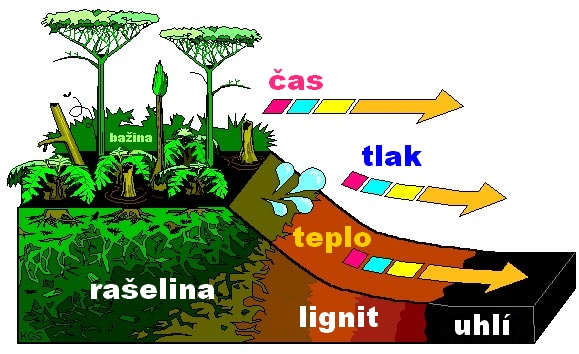 čas
bažina
tlak
teplo
rašelina
lignit
uhlí